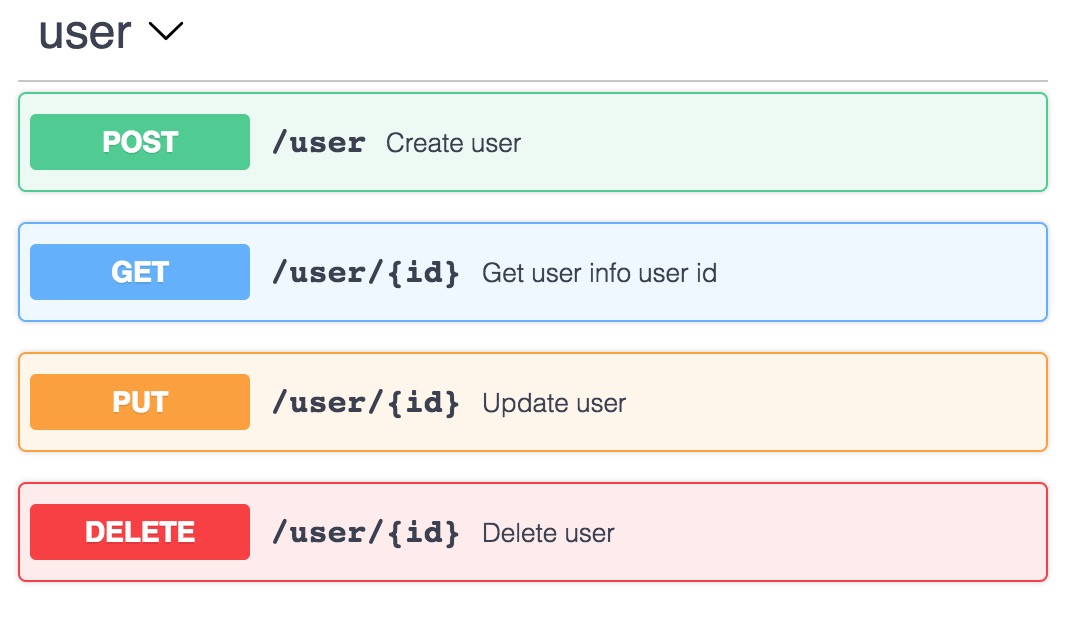 user
POST /user Create user
GET /user/{id} Get user info user id
PUT /user/{id} Update user
DELETE /user/{id} Delete user